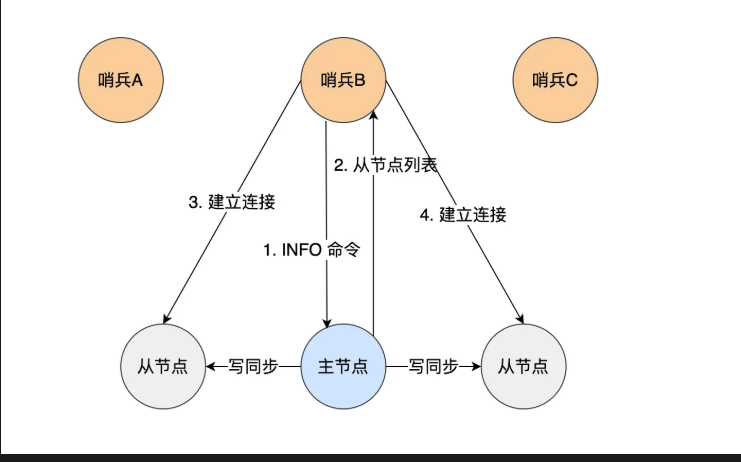 哨兵A
哨兵B
哨兵C
2. 从节点列表
3. 建立连接
4. 建立连接
1. INFO 命令
从节点
写同步
主节点
写同步
从节点